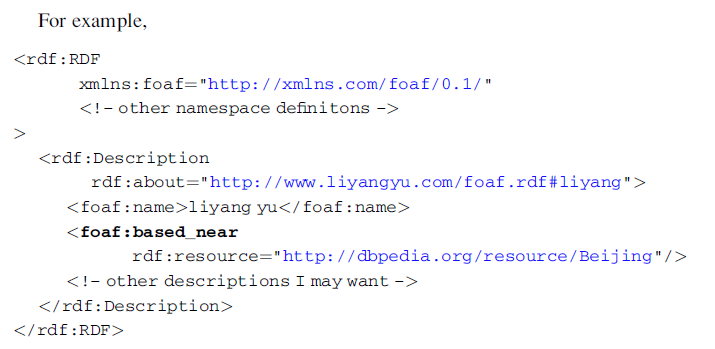 For example,
<rdf:RDF
xmlns:foaf="http://xmlns.com/foaf/0.1/"
<!– other namespace definitons –>
>
<rdf:Description
rdf:about="http://www.liyangyu.com/foaf.rdf#liyang">
<foaf:name>liyang yu</foaf:name>
<foaf:based_near
rdf:resource="http://dbpedia.org/resource/Beijing"/>
<!– other descriptions I may want –>
</rdf:Description>
</rdf:RDF>